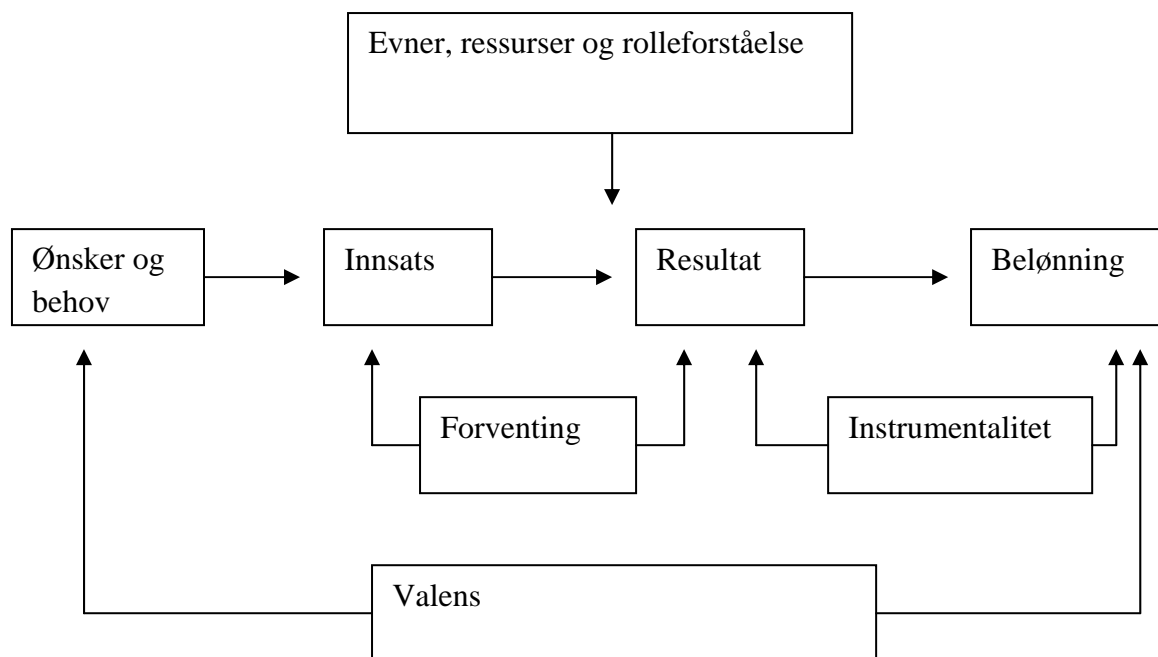 Evner, ressurser og rolleforståelse
Ønsker og
behov
Innsats
Resultat
Belønning
Forventing
Instrumentalitet
Valens